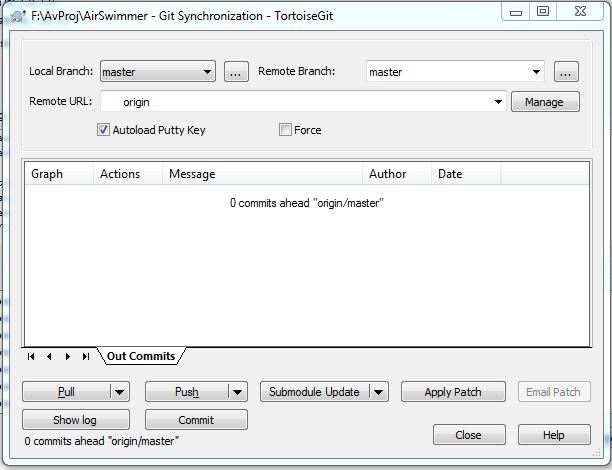 F:\AvProj\AirSwimmer - Git Synchronization - TortoiseGit
Local Branch: master ... Remote Branch: master ...
Remote URL: origin Manage
Autoload Putty Key Force
Graph Actions Message Author Date
0 commits ahead "origin/master"
Out Commits
Pull Push Submodule Update Apply Patch Email Patch
Show log Commit
0 commits ahead "origin/master"
Close Help